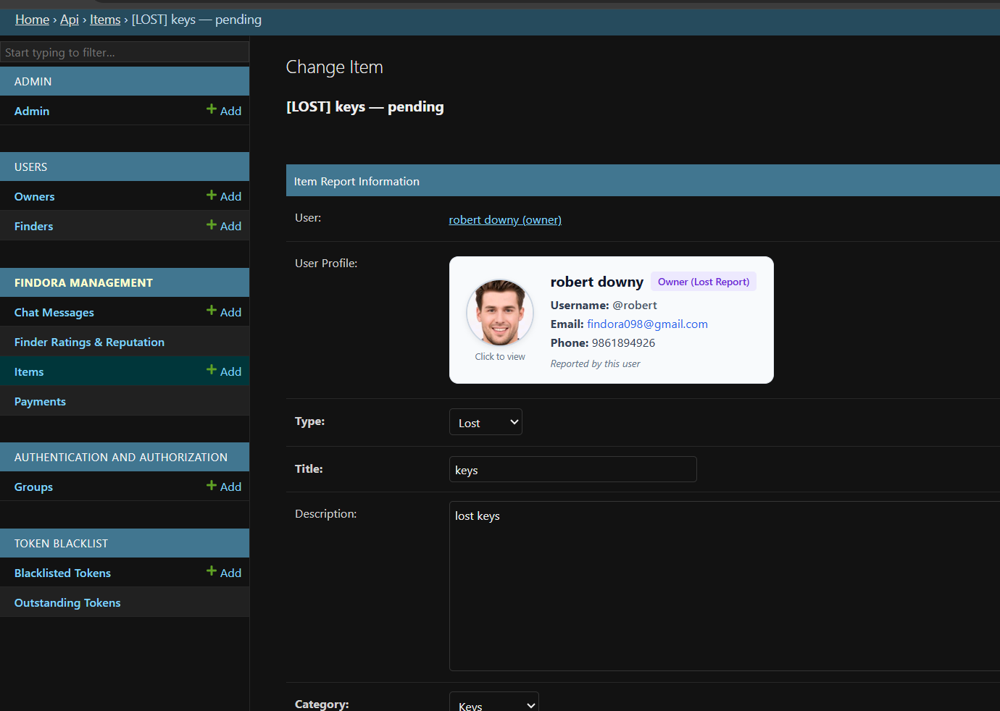 Home › Api › Items › [LOST] keys — pending
Start typing to filter...
ADMIN
Admin
Add
USERS
Owners
Add
Finders
Add
FINDORA MANAGEMENT
Chat Messages
Add
Finder Ratings & Reputation
Items
Add
Payments
AUTHENTICATION AND AUTHORIZATION
Groups
Add
TOKEN BLACKLIST
Blacklisted Tokens
Add
Outstanding Tokens
Change Item
[LOST] keys — pending
Item Report Information
User:
robert downy (owner)
User Profile:
Click to view
robert downy
Owner (Lost Report)
Username: @robert
Email: findora098@gmail.com
Phone: 9861894926
Reported by this user
Type:
Lost
Title:
keys
Description:
lost keys
Category:
Keys